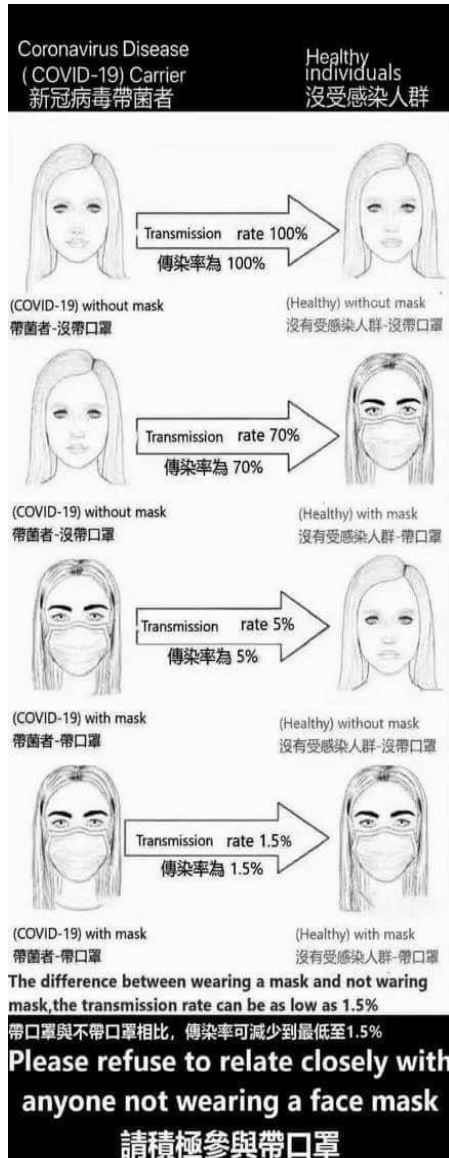 Coronavirus Disease
( COVID-19) Carrier
新冠病毒帶菌者
Healthy
individuals
沒受感染人群
Transmission rate 100%
傳染率為 100%
(COVID-19) without mask
帶菌者-沒帶口罩
(Healthy) without mask
沒有受感染人群-沒帶口罩
Transmission rate 70%
傳染率為 70%
(COVID-19) without mask
帶菌者-沒帶口罩
(Healthy) with mask
沒有受感染人群-帶口罩
Transmission rate 5%
傳染率為 5%
(COVID-19) with mask
帶菌者-帶口罩
(Healthy) without mask
沒有受感染人群-沒帶口罩
Transmission rate 1.5%
傳染率為 1.5%
(COVID-19) with mask
帶菌者-帶口罩
(Healthy) with mask
沒有受感染人群-帶口罩
The difference between wearing a mask and not waring
mask,the transmission rate can be as low as 1.5%
帶口罩與不帶口罩相比，傳染率可減少到最低至1.5%
Please refuse to relate closely with
anyone not wearing a face mask
請積極參與帶口罩